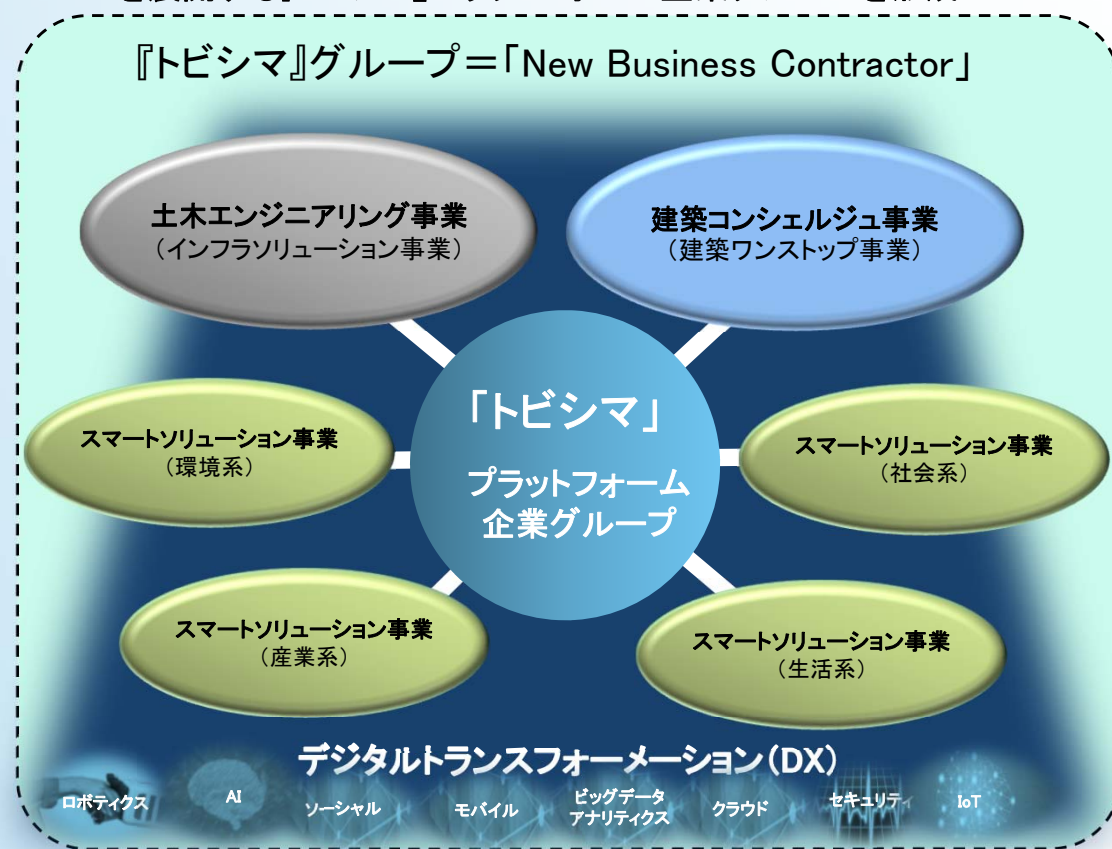 『トビシマ』グループ＝「New Business Contractor」
土木エンジニアリング事業
（インフラソリューション事業）
建築コンシェルジュ事業
（建築ワンストップ事業）
「トビシマ」
プラットフォーム
企業グループ
スマートソリューション事業
（環境系）
スマートソリューション事業
（社会系）
スマートソリューション事業
（産業系）
スマートソリューション事業
（生活系）
デジタルトランスフォーメーション（DX）
ロボティクス
AI
ソーシャル
モバイル
ビッグデータ
アナリティクス
クラウド
セキュリティ
IoT